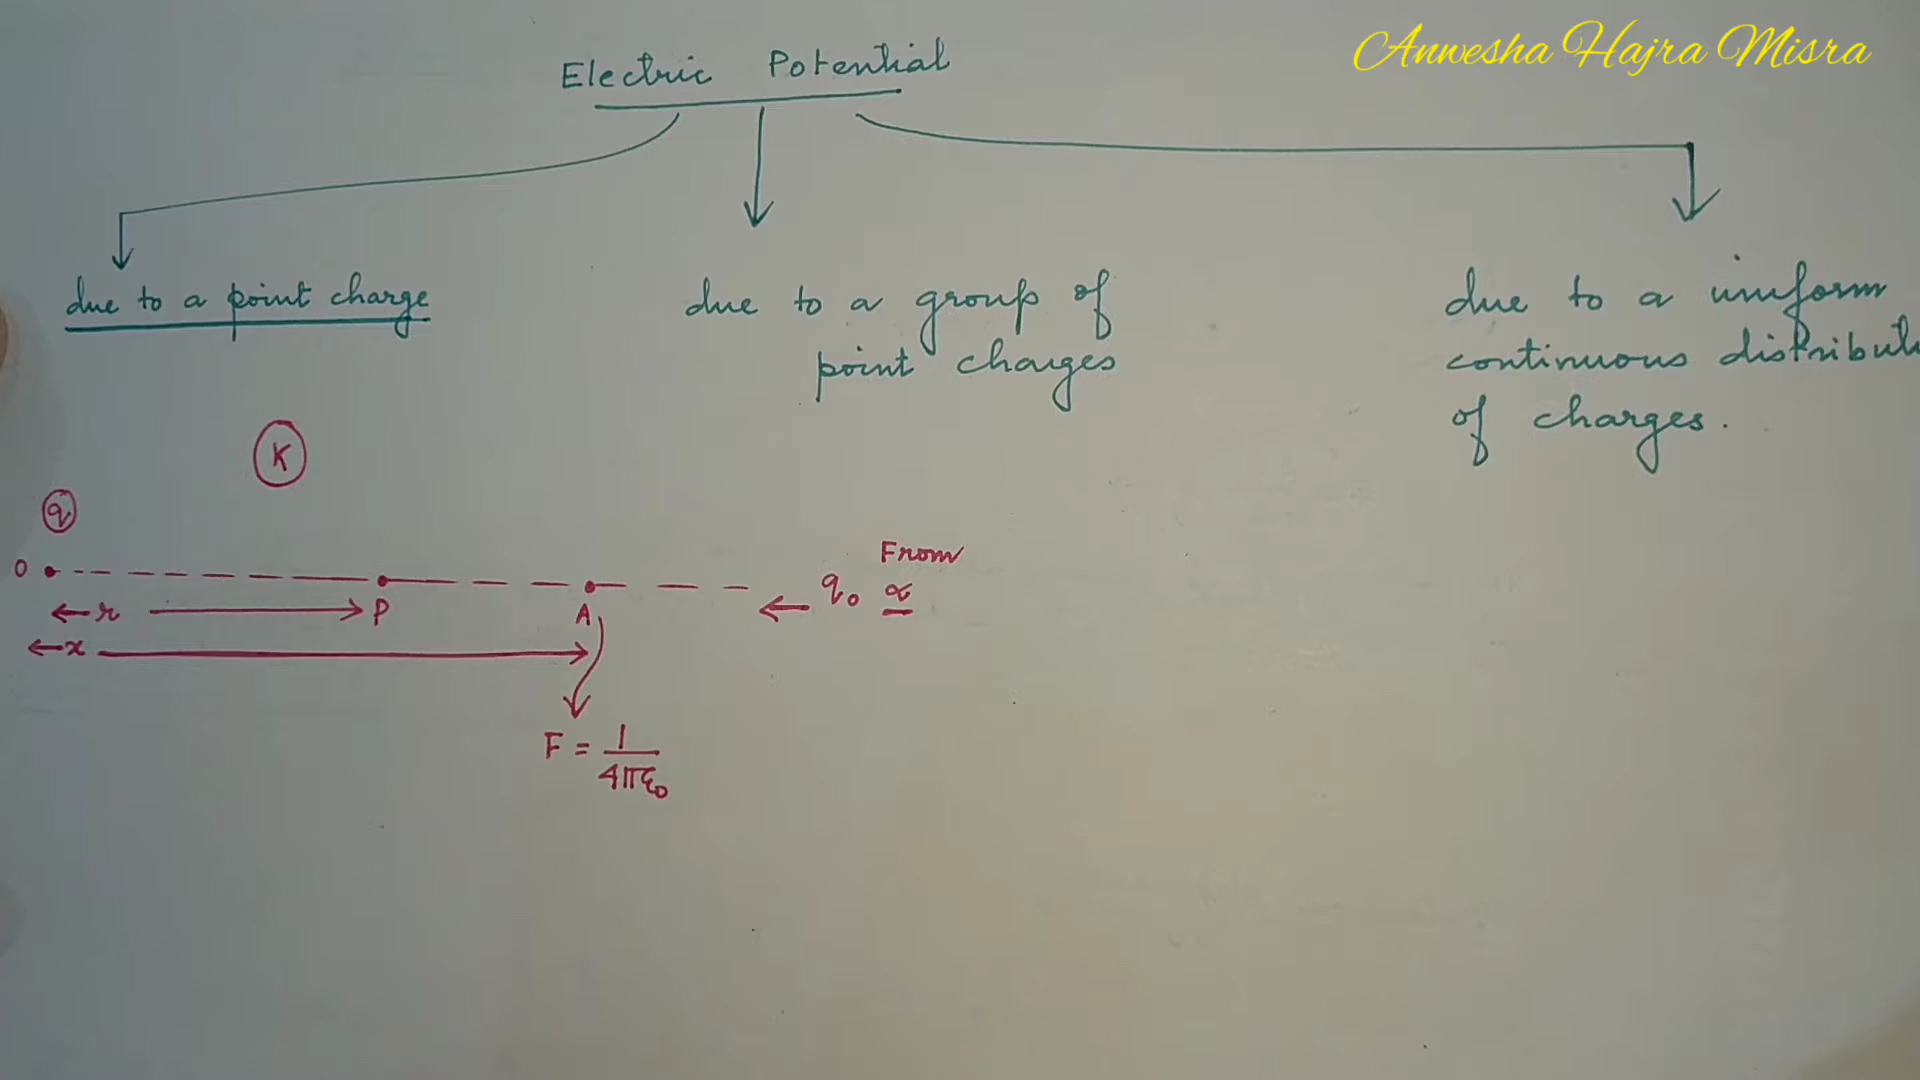 Anwesha Hajra Misra
Electric Potential
due to a point charge
due to a group of
point charges
due to a uniform
continuous distribut
of charges.
K
q
O
From
q₀ ∝
r P A
x
F = 1/4πε₀